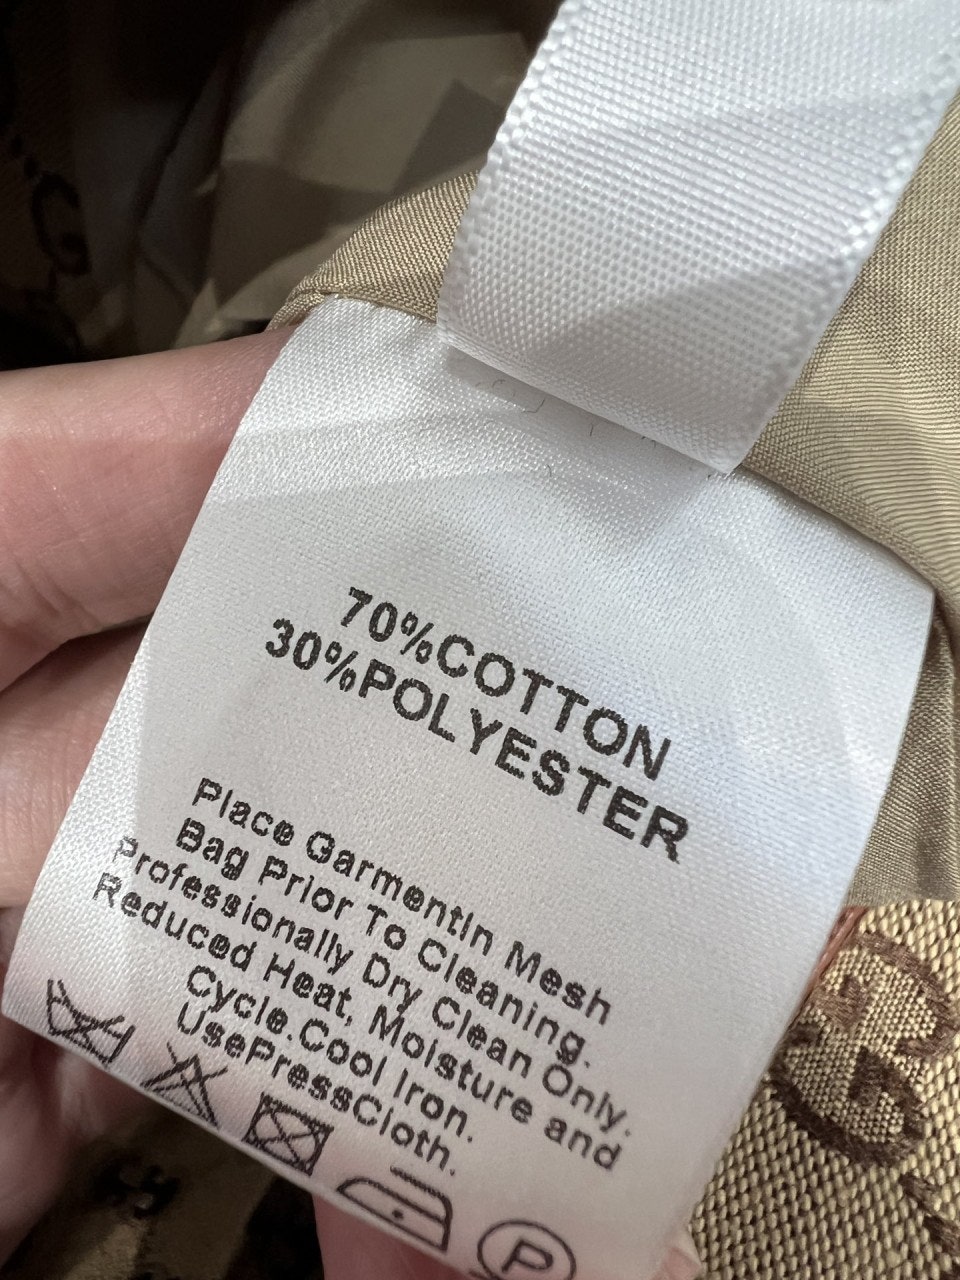 70%COTTON
30%POLYESTER
Place GarmentIn Mesh
Bag Prior To Cleaning.
Professionally Dry Clean Only.
Reduced Heat, Moisture and
Cycle.Cool Iron.
UsePressCloth.
P